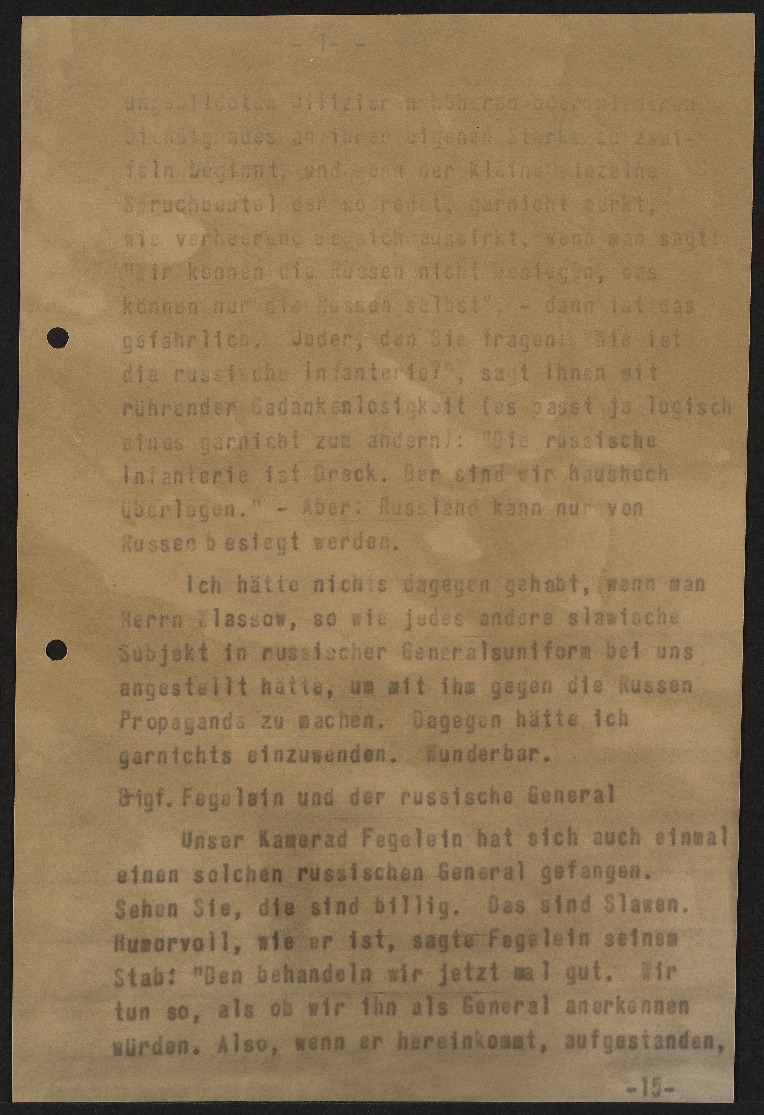 ungebildeten Offizieren höheren oder niederen
Dienstgrades an ihrer eigenen Stärke zu zwei-
feln beginnt, und wenn der kleine einzelne
Spruchbeutel der so redet, garnicht merkt,
wie verheerend es sich auswirkt, wenn man sagt:
"Wir können die Russen nicht besiegen, das
können nur die Russen selbst", - dann ist das
gefährlich. Jeder, den Sie fragen: "Wie ist
die russische Infanterie?", sagt Ihnen mit
rührender Gedankenlosigkeit (es passt ja logisch
eines garnicht zum andern): "Die russische
Infanterie ist Dreck. Der sind wir haushoch
überlegen." - Aber: Russland kann nur von
Russen besiegt werden.
Ich hätte nichts dagegen gehabt, wenn man
Herrn Wlassow, so wie jedes andere slawische
Subjekt in russischer Generalsuniform bei uns
angestellt hätte, um mit ihm gegen die Russen
Propaganda zu machen. Dagegen hätte ich
garnichts einzuwenden. Wunderbar.
Brigf. Fegelein und der russische General
Unser Kamerad Fegelein hat sich auch einmal
einen solchen russischen General gefangen.
Sehen Sie, die sind billig. Das sind Slawen.
Humorvoll, wie er ist, sagte Fegelein seinem
Stab: "Den behandeln wir jetzt mal gut. Wir
tun so, als ob wir ihn als General anerkennen
würden. Also, wenn er hereinkommt, aufgestanden,
-15-